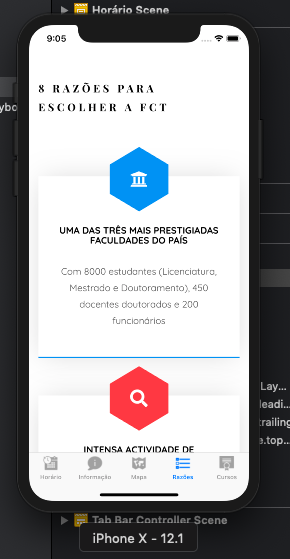 Horário Scene
9:05
8 RAZÕES PARA
ESCOLHER A FCT
UMA DAS TRÊS MAIS PRESTIGIADAS
FACULDADES DO PAÍS
Com 8000 estudantes (Licenciatura,
Mestrado e Doutoramento), 450
docentes doutorados e 200
funcionários
INTENSA ACTIVIDADE DE
Horário Informação Mapa Razões Cursos
Tab Bar Controller Scene
iPhone X - 12.1
ybo
Lay...
leadi...
trailing
e.top...